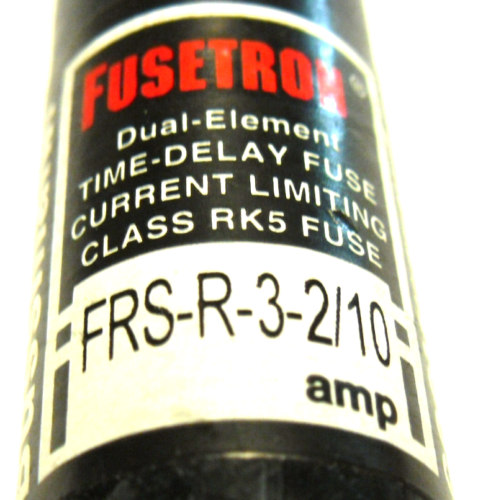 FUSETRON®
Dual-Element
TIME-DELAY FUSE
CURRENT LIMITING
CLASS RK5 FUSE
FRS-R-3-2/10
amp